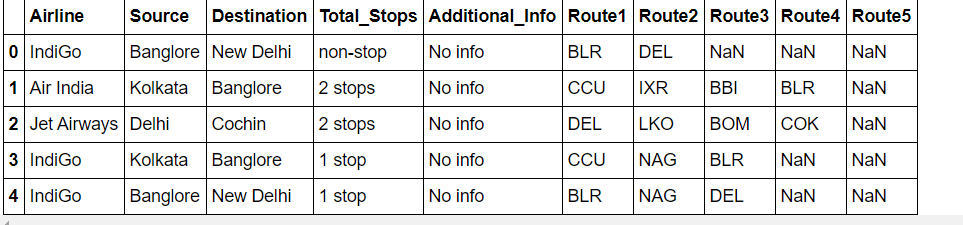 Airline Source Destination Total_Stops Additional_Info Route1 Route2 Route3 Route4 Route5
0 IndiGo Banglore New Delhi non-stop No info BLR DEL NaN NaN NaN
1 Air India Kolkata Banglore 2 stops No info CCU IXR BBI BLR NaN
2 Jet Airways Delhi Cochin 2 stops No info DEL LKO BOM COK NaN
3 IndiGo Kolkata Banglore 1 stop No info CCU NAG BLR NaN NaN
4 IndiGo Banglore New Delhi 1 stop No info BLR NAG DEL NaN NaN